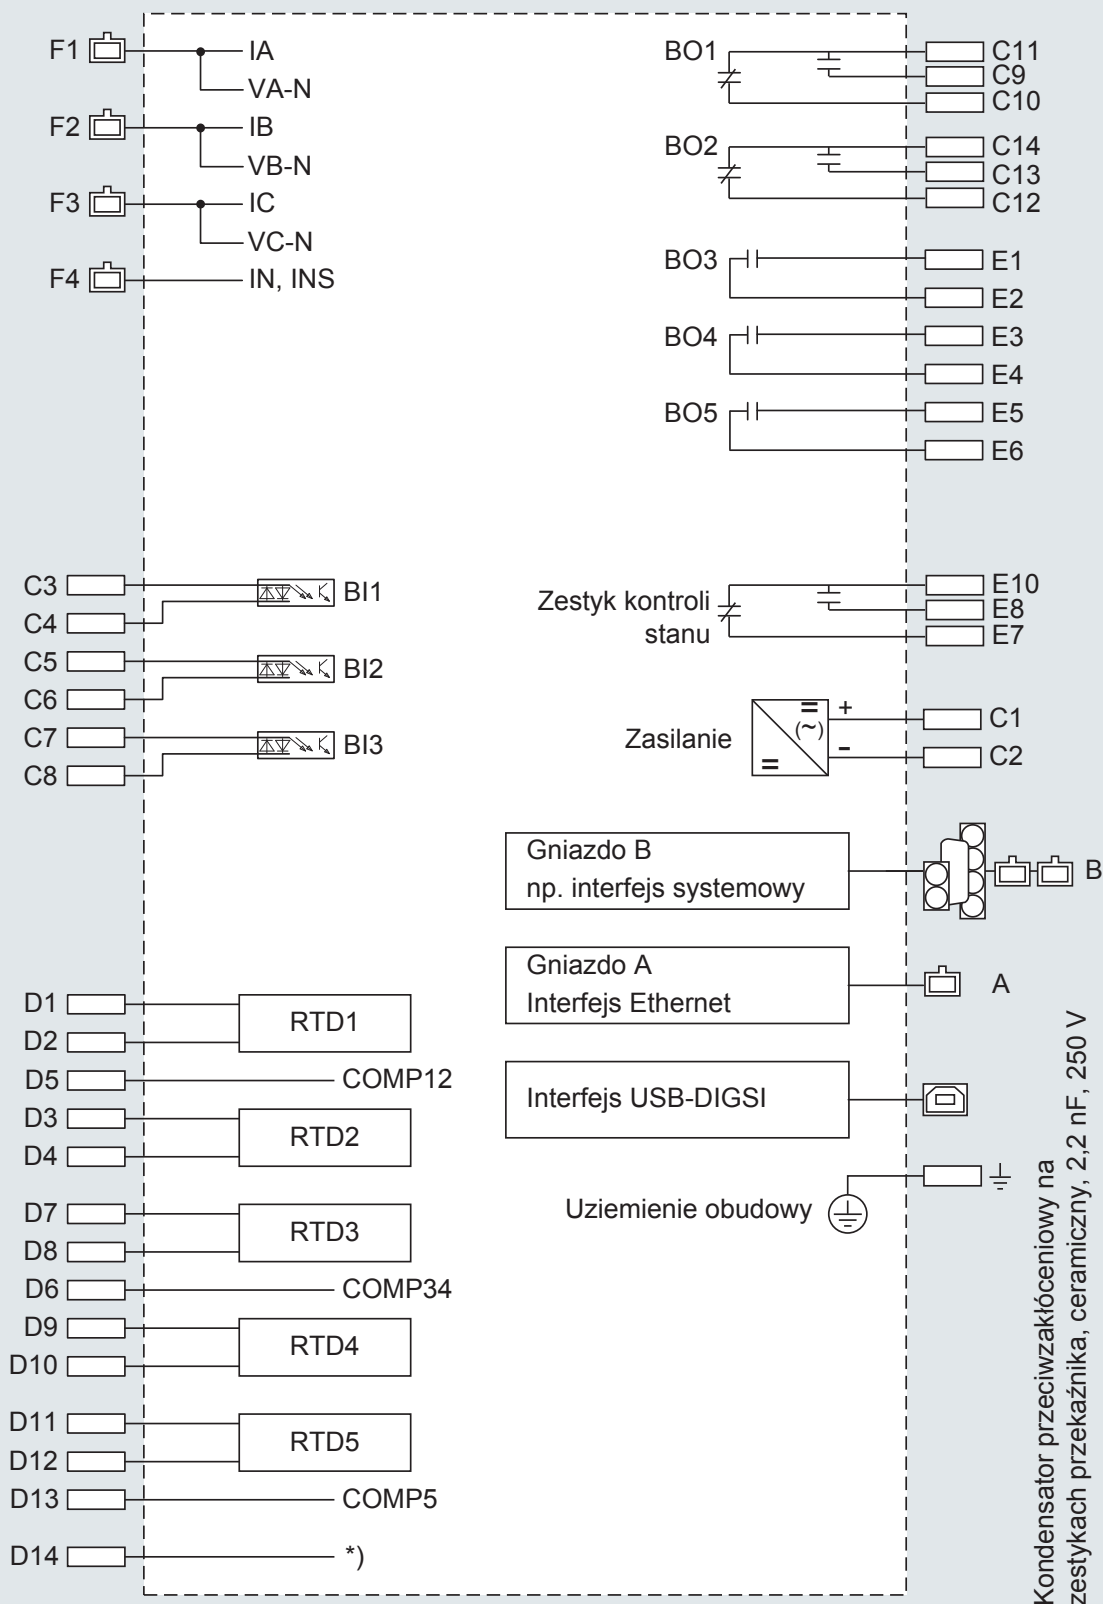 F1
IA
VA-N
F2
IB
VB-N
F3
IC
VC-N
F4
IN, INS
BO1
C11
C9
C10
BO2
C14
C13
C12
BO3
E1
E2
BO4
E3
E4
BO5
E5
E6
C3
C4
BI1
C5
C6
BI2
C7
C8
BI3
Zestyk kontroli
stanu
E10
E8
E7
Zasilanie
=
(~)
=
+
-
C1
C2
Gniazdo B
np. interfejs systemowy
B
Gniazdo A
Interfejs Ethernet
A
Interfejs USB-DIGSI
Uziemienie obudowy
D1
D2
RTD1
D5
COMP12
D3
D4
RTD2
D7
D8
RTD3
D6
COMP34
D9
D10
RTD4
D11
D12
RTD5
D13
COMP5
D14
*)
Kondensator przeciwzakłóceniowy na
zestykach przekaźnika, ceramiczny, 2,2 nF, 250 V